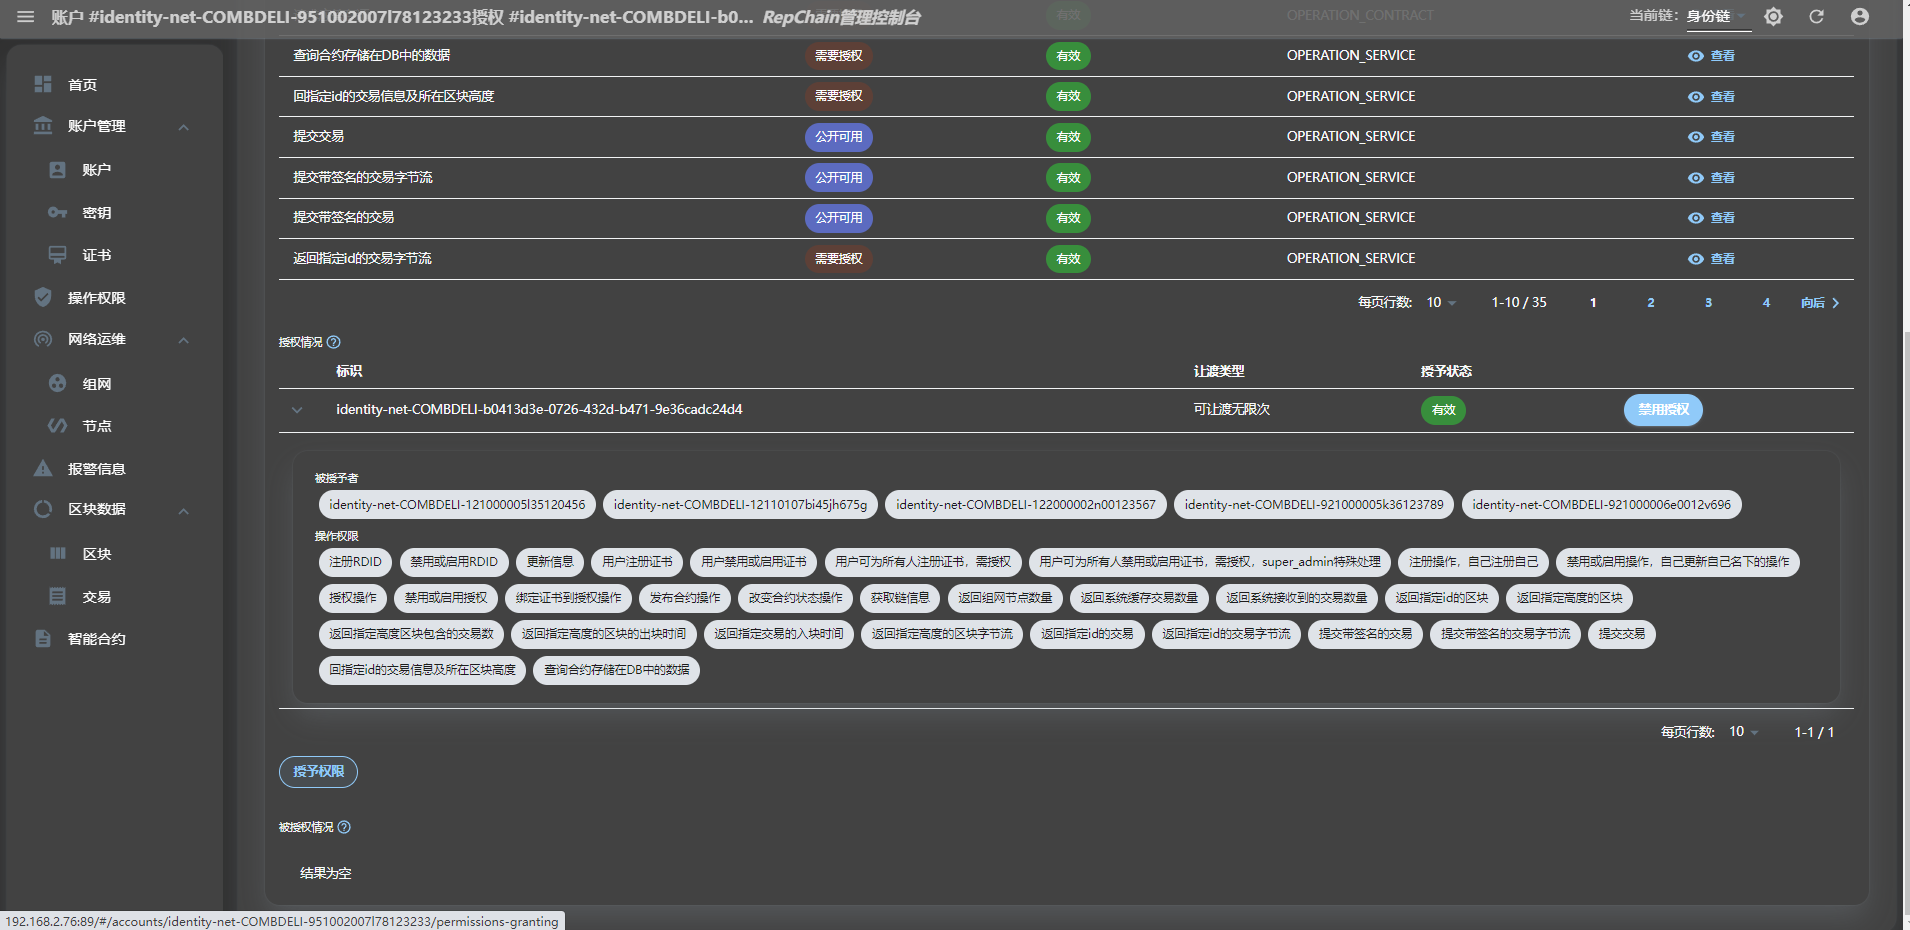 账户 #identity-net-COMBDELI-951002007l78123233授权 #identity-net-COMBDELI-b0... RepChain管理控制台 当前链: 身份链
有效 OPERATION_CONTRACT
首页
账户管理
账户
密钥
证书
操作权限
网络运维
组网
节点
报警信息
区块数据
区块
交易
智能合约
查询合约存储在DB中的数据 需要授权 有效 OPERATION_SERVICE 查看
回指定id的交易信息及所在区块高度 需要授权 有效 OPERATION_SERVICE 查看
提交交易 公开可用 有效 OPERATION_SERVICE 查看
提交带签名的交易字节流 公开可用 有效 OPERATION_SERVICE 查看
提交带签名的交易 公开可用 有效 OPERATION_SERVICE 查看
返回指定id的交易字节流 需要授权 有效 OPERATION_SERVICE 查看
每页行数: 10 1-10 / 35 1 2 3 4 向后
授权情况
标识 让渡类型 授予状态
identity-net-COMBDELI-b0413d3e-0726-432d-b471-9e36cadc24d4 可让渡无限次 有效 禁用授权
被授予者
identity-net-COMBDELI-121000005l35120456 identity-net-COMBDELI-12110107bi45jh675g identity-net-COMBDELI-122000002n00123567 identity-net-COMBDELI-921000005k36123789 identity-net-COMBDELI-921000006e0012v696
操作权限
注册RDID 禁用或启用RDID 更新信息 用户注册证书 用户禁用或启用证书 用户可为所有人注册证书，需授权 用户可为所有人禁用或启用证书，需授权，super_admin特殊处理 注册操作，自己注册自己 禁用或启用操作，自己更新自己名下的操作
授权操作 禁用或启用授权 绑定证书到授权操作 发布合约操作 改变合约状态操作 获取链信息 返回组网节点数量 返回系统缓存交易数量 返回系统接收到的交易数量 返回指定id的区块 返回指定高度的区块
返回指定高度区块包含的交易数 返回指定高度的区块的出块时间 返回指定交易的入块时间 返回指定高度的区块字节流 返回指定id的交易 返回指定id的交易字节流 提交带签名的交易 提交带签名的交易字节流 提交交易
回指定id的交易信息及所在区块高度 查询合约存储在DB中的数据
每页行数: 10 1-1 / 1
授予权限
被授权情况
结果为空
192.168.2.76:89/#/accounts/identity-net-COMBDELI-951002007l78123233/permissions-granting